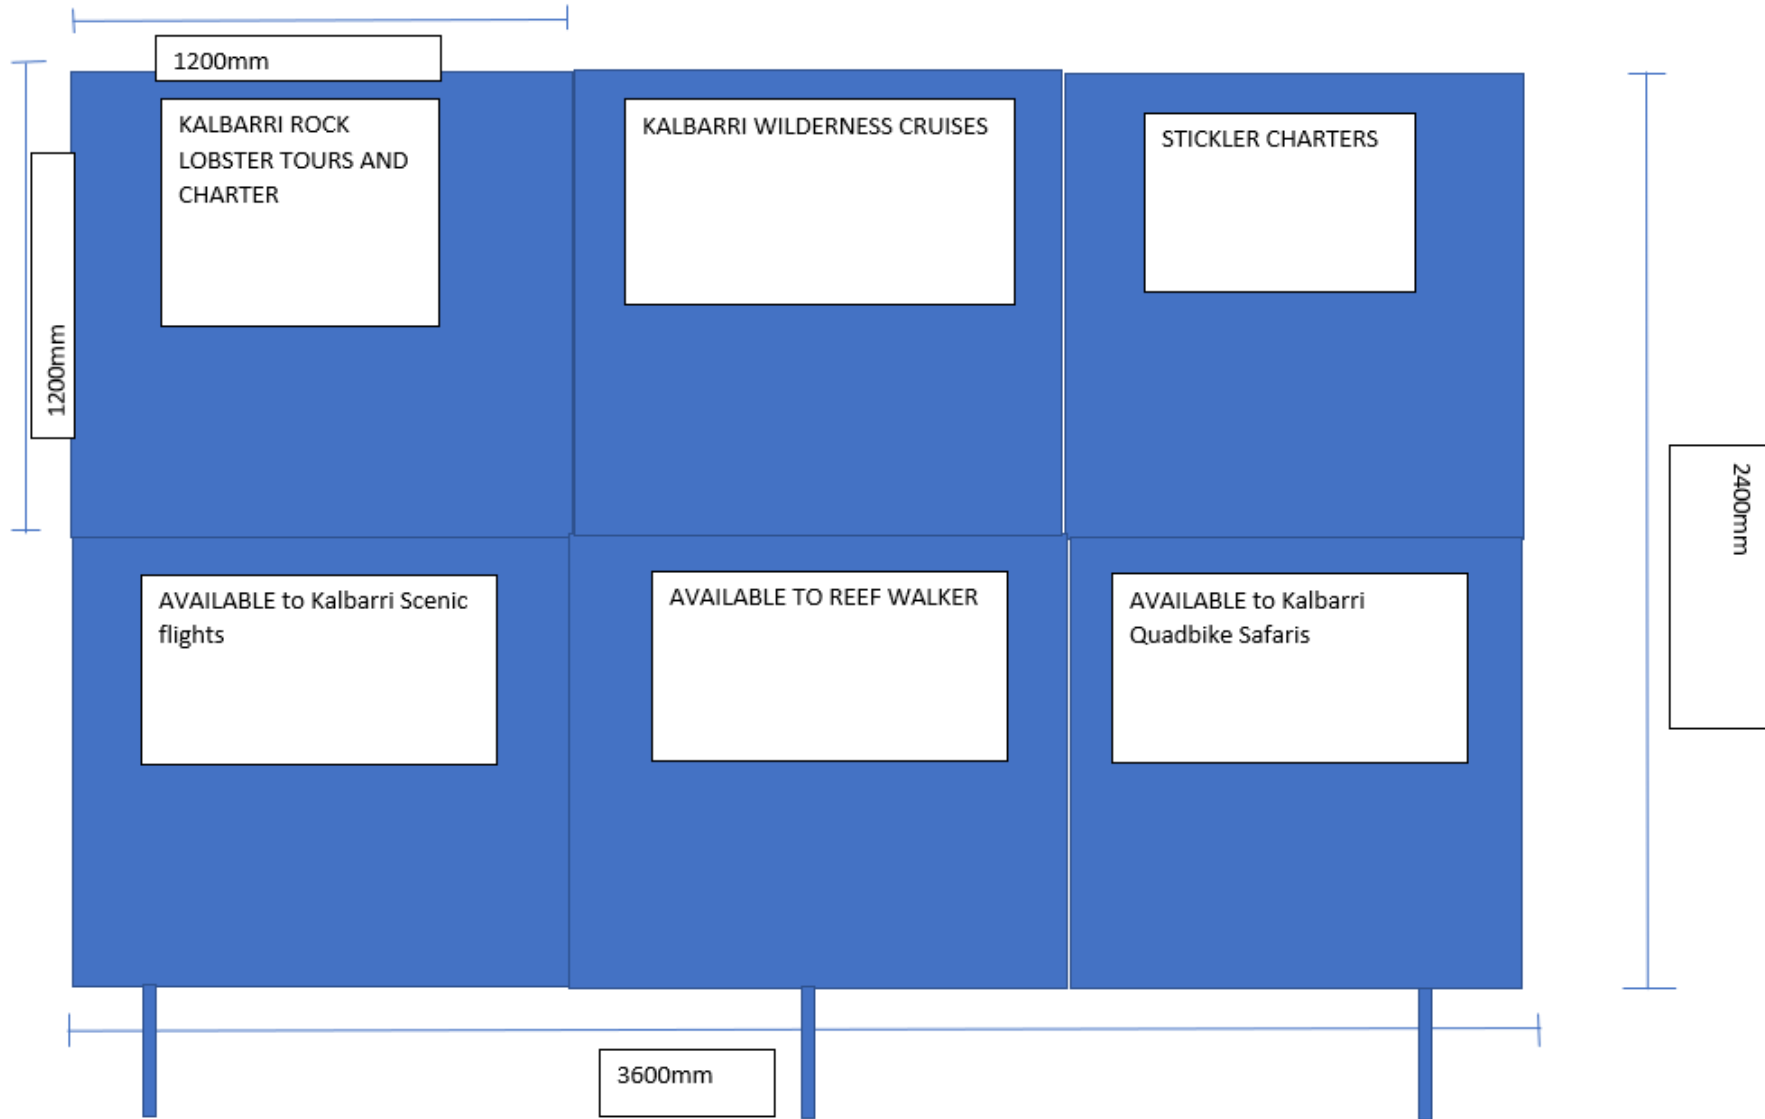 1200mm
KALBARRI ROCK
LOBSTER TOURS AND
CHARTER
KALBARRI WILDERNESS CRUISES
STICKLER CHARTERS
1200mm
2400mm
AVAILABLE to Kalbarri Scenic
flights
AVAILABLE TO REEF WALKER
AVAILABLE to Kalbarri
Quadbike Safaris
3600mm